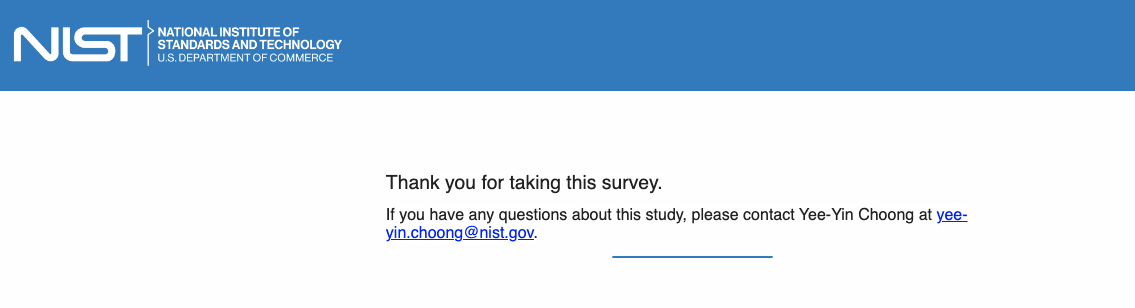 NIST
NATIONAL INSTITUTE OF
STANDARDS AND TECHNOLOGY
U.S. DEPARTMENT OF COMMERCE
Thank you for taking this survey.
If you have any questions about this study, please contact Yee-Yin Choong at yee-
yin.choong@nist.gov.